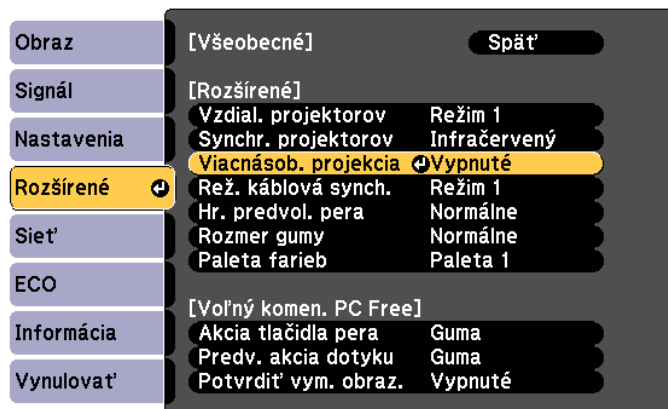 Obraz
Signál
Nastavenia
Rozšírené
Sieť
ECO
Informácia
Vynulovať
[Všeobecné] Späť
[Rozšírené]
Vzdial. projektorov Režim 1
Synchr. projektorov Infračervený
Viacnásob. projekcia Vypnuté
Rež. káblová synch. Režim 1
Hr. predvol. pera Normálne
Rozmer gumy Normálne
Paleta farieb Paleta 1
[Voľný komen. PC Free]
Akcia tlačidla pera Guma
Predv. akcia dotyku Guma
Potvrdiť vym. obraz. Vypnuté